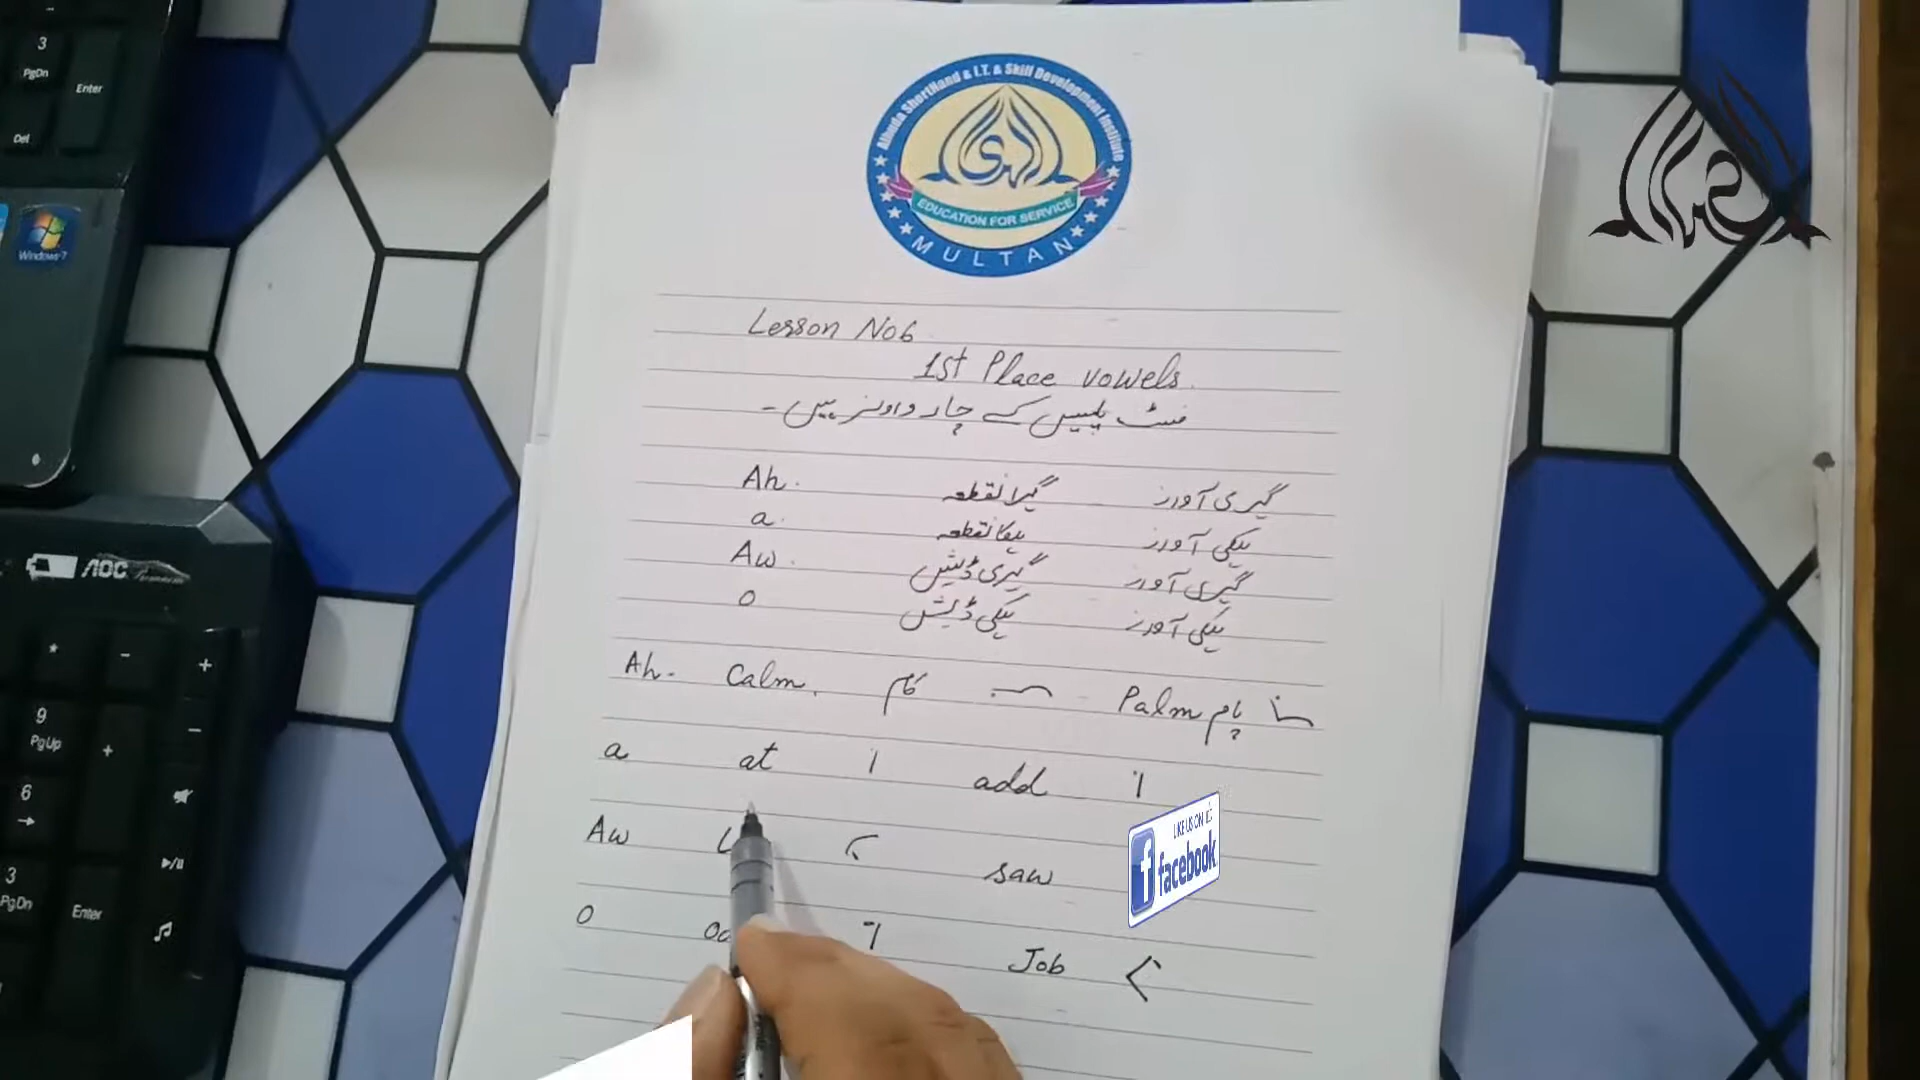 Alhuda ShortHand & I.T. & Skill Development Institute
الهدی
EDUCATION FOR SERVICE
MULTAN
Lesson No6
1st Place vowels.
فسٹ پلیس کے چار واولز ہیں۔
Ah. گہرا نقطہ گہری آواز
a. ہلکا نقطہ ہلکی آواز
Aw. گہری ڈیش گہری آواز
o ہلکی ڈیش ہلکی آواز
Ah. Calm. کام Palm پام
a at add
Aw saw
o Job
LIKE US ON
facebook
3
PgDn
Enter
Del
Windows 7
AOC
* - +
9
PgUp
+ -
6
3
PgDn
Enter